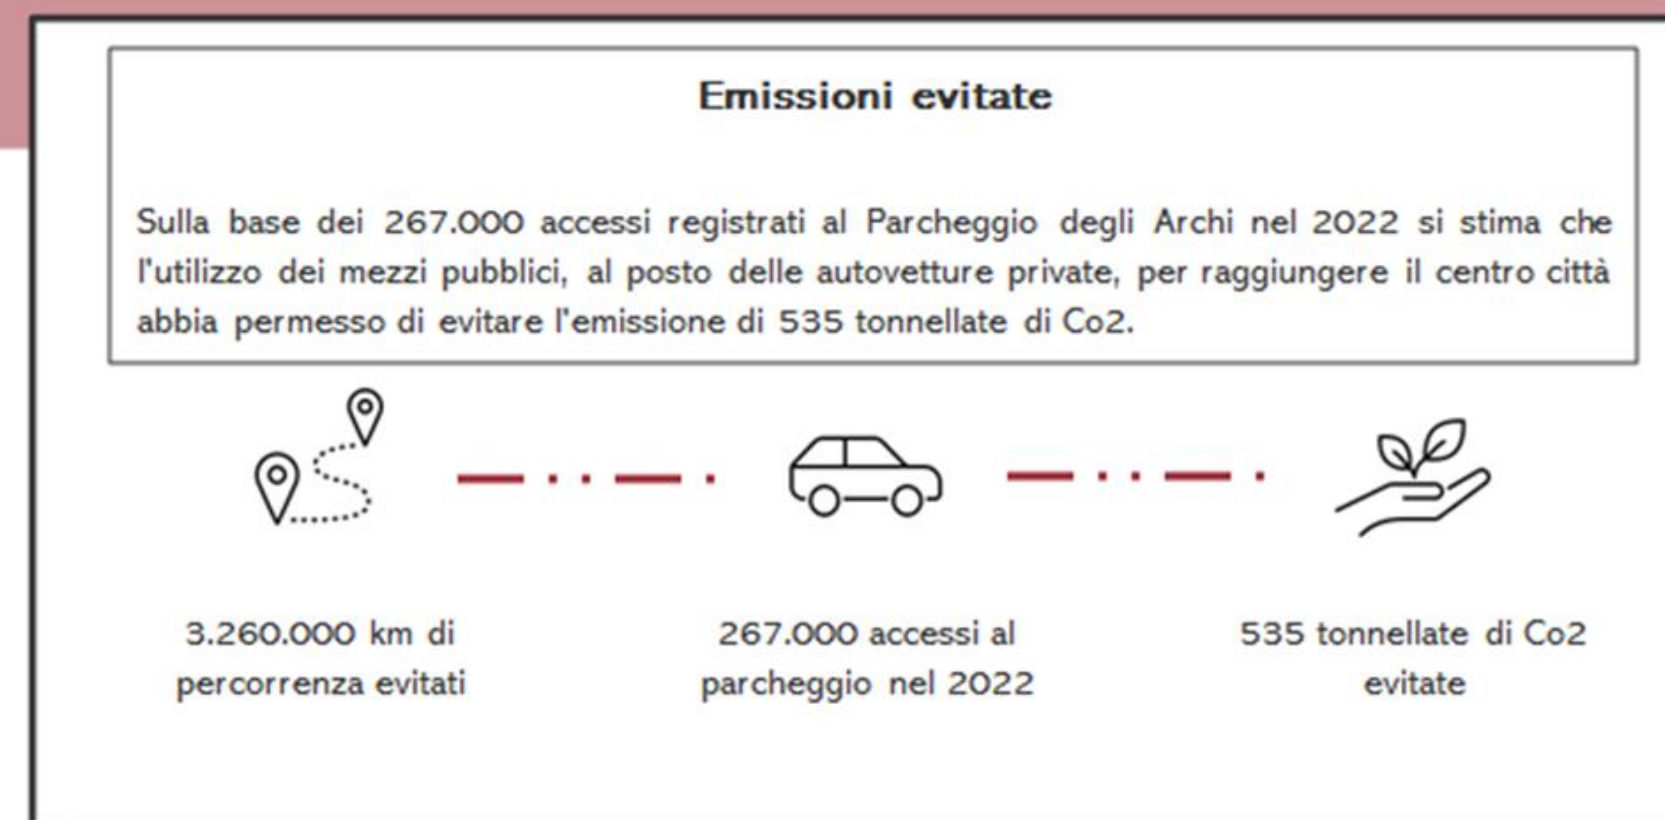 Emissioni evitate
Sulla base dei 267.000 accessi registrati al Parcheggio degli Archi nel 2022 si stima che
l'utilizzo dei mezzi pubblici, al posto delle autovetture private, per raggiungere il centro città
abbia permesso di evitare l'emissione di 535 tonnellate di Co2.
3.260.000 km di
percorrenza evitati
267.000 accessi al
parcheggio nel 2022
535 tonnellate di Co2
evitate